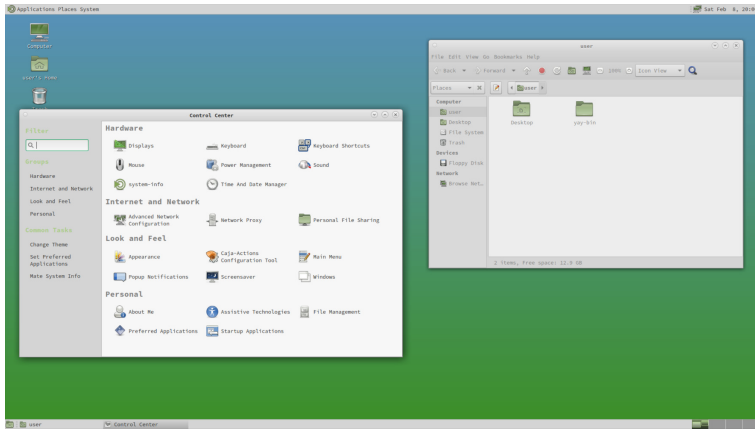 Applications Places System
Sat Feb 8, 20:0
Computer
user's Home
Control Center
Filter
Groups
Hardware
Internet and Network
Look and Feel
Personal
Common Tasks
Change Theme
Set Preferred
Applications
Mate System Info
Hardware
Displays
Keyboard
Keyboard Shortcuts
Mouse
Power Management
Sound
system-info
Time And Date Manager
Internet and Network
Advanced Network
Configuration
Network Proxy
Personal File Sharing
Look and Feel
Appearance
Caja-Actions
Configuration Tool
Main Menu
Popup Notifications
Screensaver
Windows
Personal
About Me
Assistive Technologies
File Management
Preferred Applications
Startup Applications
user
File Edit View Go Bookmarks Help
Back
Forward
100%
Icon View
Places
user
Computer
user
Desktop
File System
Trash
Devices
Floppy Disk
Network
Browse Net…
Desktop
yay-bin
2 items, Free space: 12.9 GB
user
Control Center